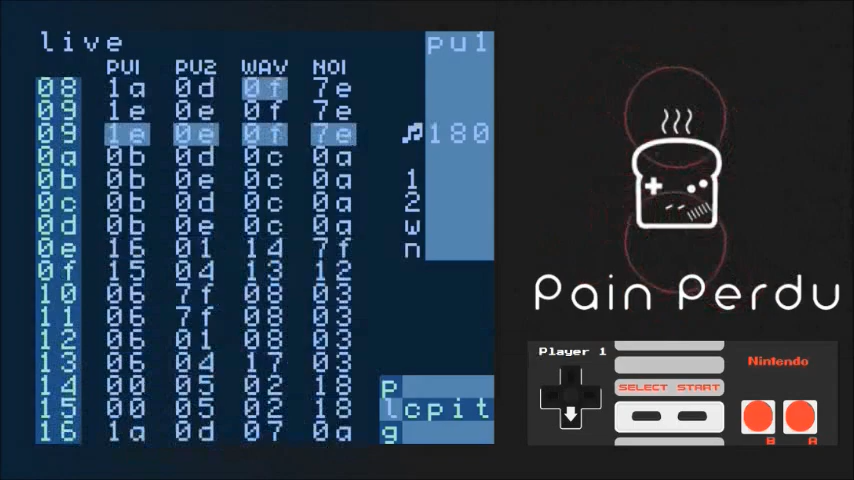 live pu1
PU1 PU2 WAV NOI
08 1a 0d 0f 7e
09 1e 0e 0f 7e
09 1e 0e 0f 7e 180
0a 0b 0d 0c 0a
0b 0b 0e 0c 0a 1
0c 0b 0d 0c 0a 2
0d 0b 0e 0c 0a w
0e 16 01 14 7f n
0f 15 04 13 12
10 06 7f 08 03
11 06 7f 08 03
12 06 01 08 03
13 06 04 17 03
14 00 05 02 18 p
15 00 05 02 18 lcpit
16 1a 0d 07 0a g
Pain Perdu
Player 1
Nintendo
SELECT START
B A